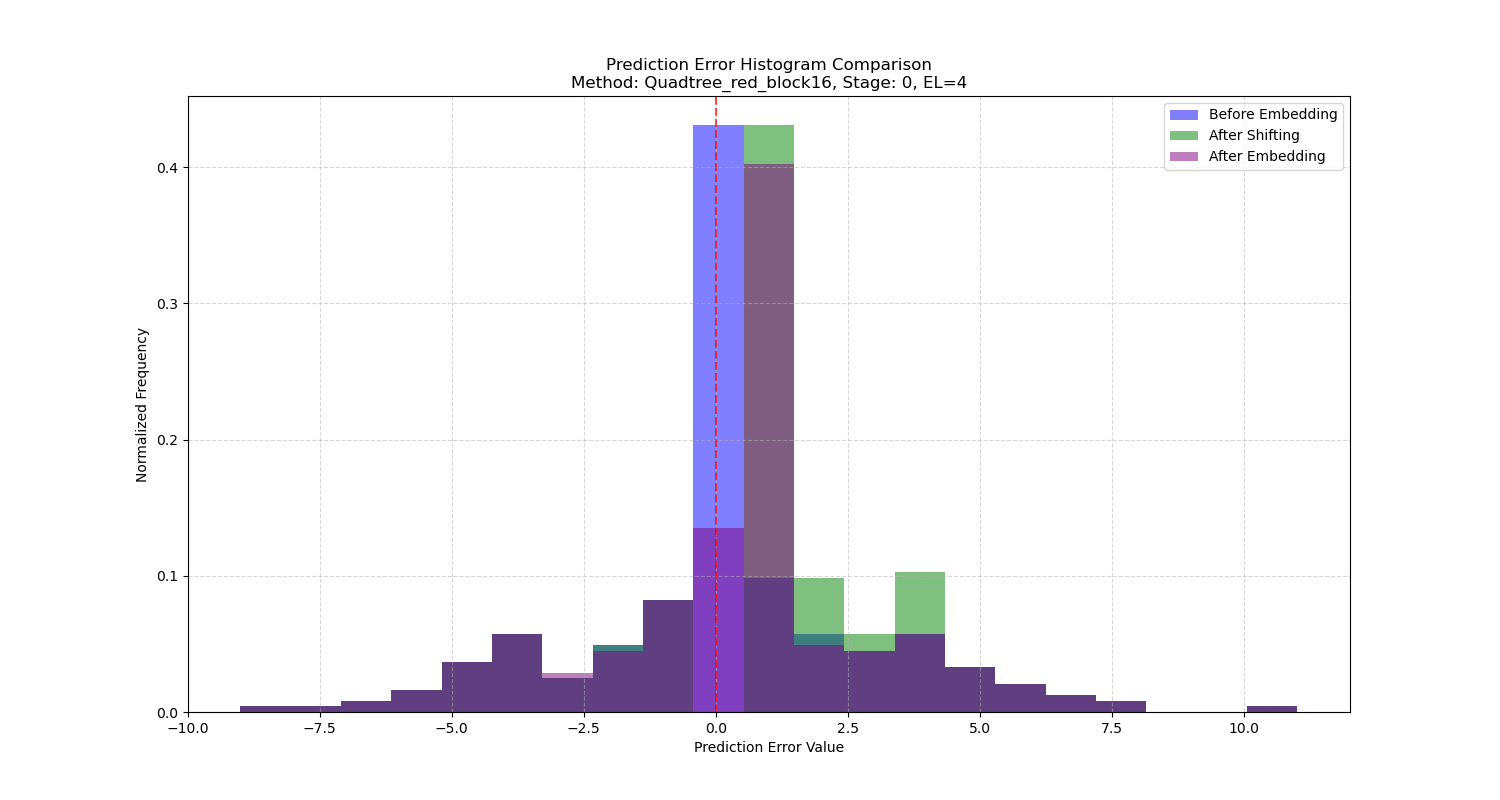 Prediction Error Histogram Comparison
Method: Quadtree_red_block16, Stage: 0, EL=4
Before Embedding
After Shifting
After Embedding
0.4
0.3
0.2
0.1
0.0
Normalized Frequency
−10.0 −7.5 −5.0 −2.5 0.0 2.5 5.0 7.5 10.0
Prediction Error Value